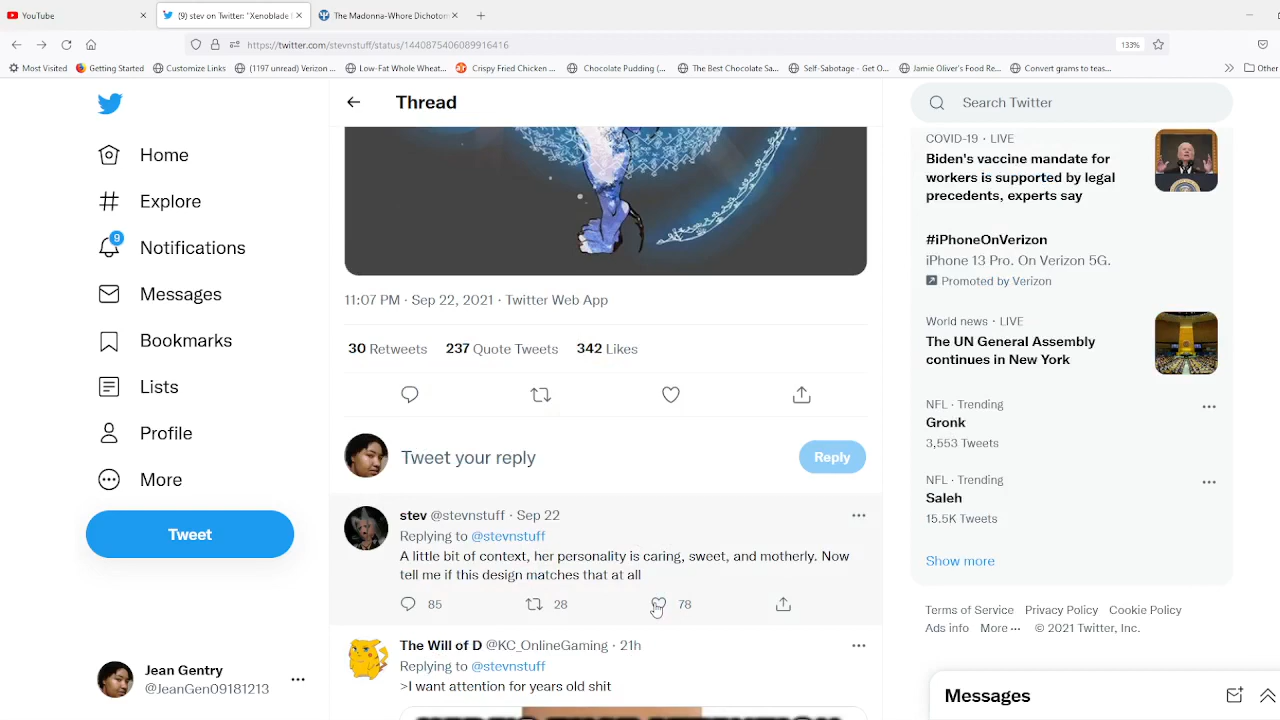 YouTube
(9) stev on Twitter: "Xenoblade
The Madonna-Whore Dichotom
https://twitter.com/stevnstuff/status/1440875406089916416
133%
Most Visited
Getting Started
Customize Links
(1197 unread) Verizon ...
Low-Fat Whole Wheat...
Crispy Fried Chicken ...
Chocolate Pudding (...
The Best Chocolate Sa...
Self-Sabotage - Get O...
Jamie Oliver's Food Re...
Convert grams to teas...
Other
Home
Explore
9
Notifications
Messages
Bookmarks
Lists
Profile
More
Tweet
Jean Gentry
@JeanGen09181213
Thread
11:07 PM · Sep 22, 2021 · Twitter Web App
30 Retweets 237 Quote Tweets 342 Likes
Tweet your reply
Reply
stev @stevnstuff · Sep 22
Replying to @stevnstuff
A little bit of context, her personality is caring, sweet, and motherly. Now
tell me if this design matches that at all
85 28 78
The Will of D @KC_OnlineGaming · 21h
Replying to @stevnstuff
>I want attention for years old shit
Search Twitter
COVID-19 · LIVE
Biden's vaccine mandate for
workers is supported by legal
precedents, experts say
#iPhoneOnVerizon
iPhone 13 Pro. On Verizon 5G.
Promoted by Verizon
World news · LIVE
The UN General Assembly
continues in New York
NFL · Trending
Gronk
3,553 Tweets
NFL · Trending
Saleh
15.5K Tweets
Show more
Terms of Service Privacy Policy Cookie Policy
Ads info More ··· © 2021 Twitter, Inc.
Messages